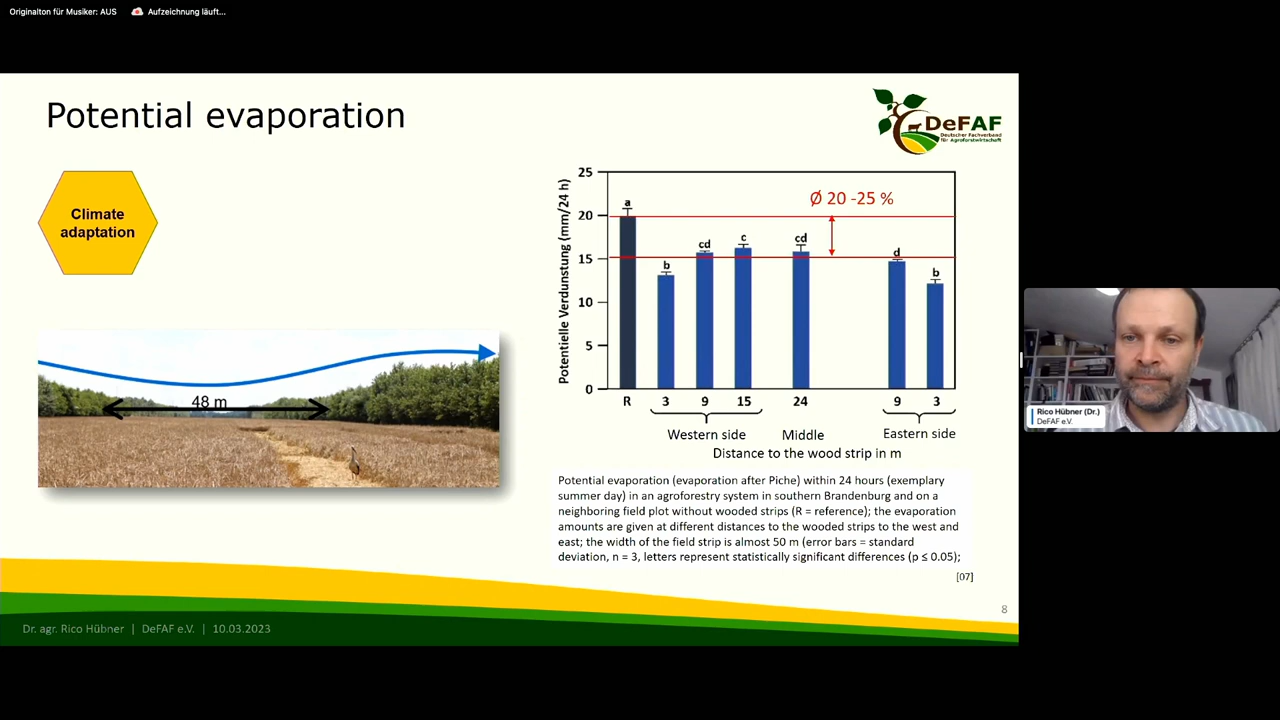 Originalton für Musiker: AUS
Aufzeichnung läuft...
Potential evaporation
DeFAF
Deutscher Fachverband
für Agroforstwirtschaft
Climate
adaptation
48 m
Potentielle Verdunstung (mm/24 h)
25
20
15
10
5
0
Ø 20 -25 %
a
b
cd
c
cd
d
b
R
3
9
15
24
9
3
Western side
Middle
Eastern side
Distance to the wood strip in m
Potential evaporation (evaporation after Piche) within 24 hours (exemplary
summer day) in an agroforestry system in southern Brandenburg and on a
neighboring field plot without wooded strips (R = reference); the evaporation
amounts are given at different distances to the wooded strips to the west and
east; the width of the field strip is almost 50 m (error bars = standard
deviation, n = 3, letters represent statistically significant differences (p ≤ 0.05);
[07]
8
Dr. agr. Rico Hübner | DeFAF e.V. | 10.03.2023
Rico Hübner (Dr.)
DeFAF e.V.